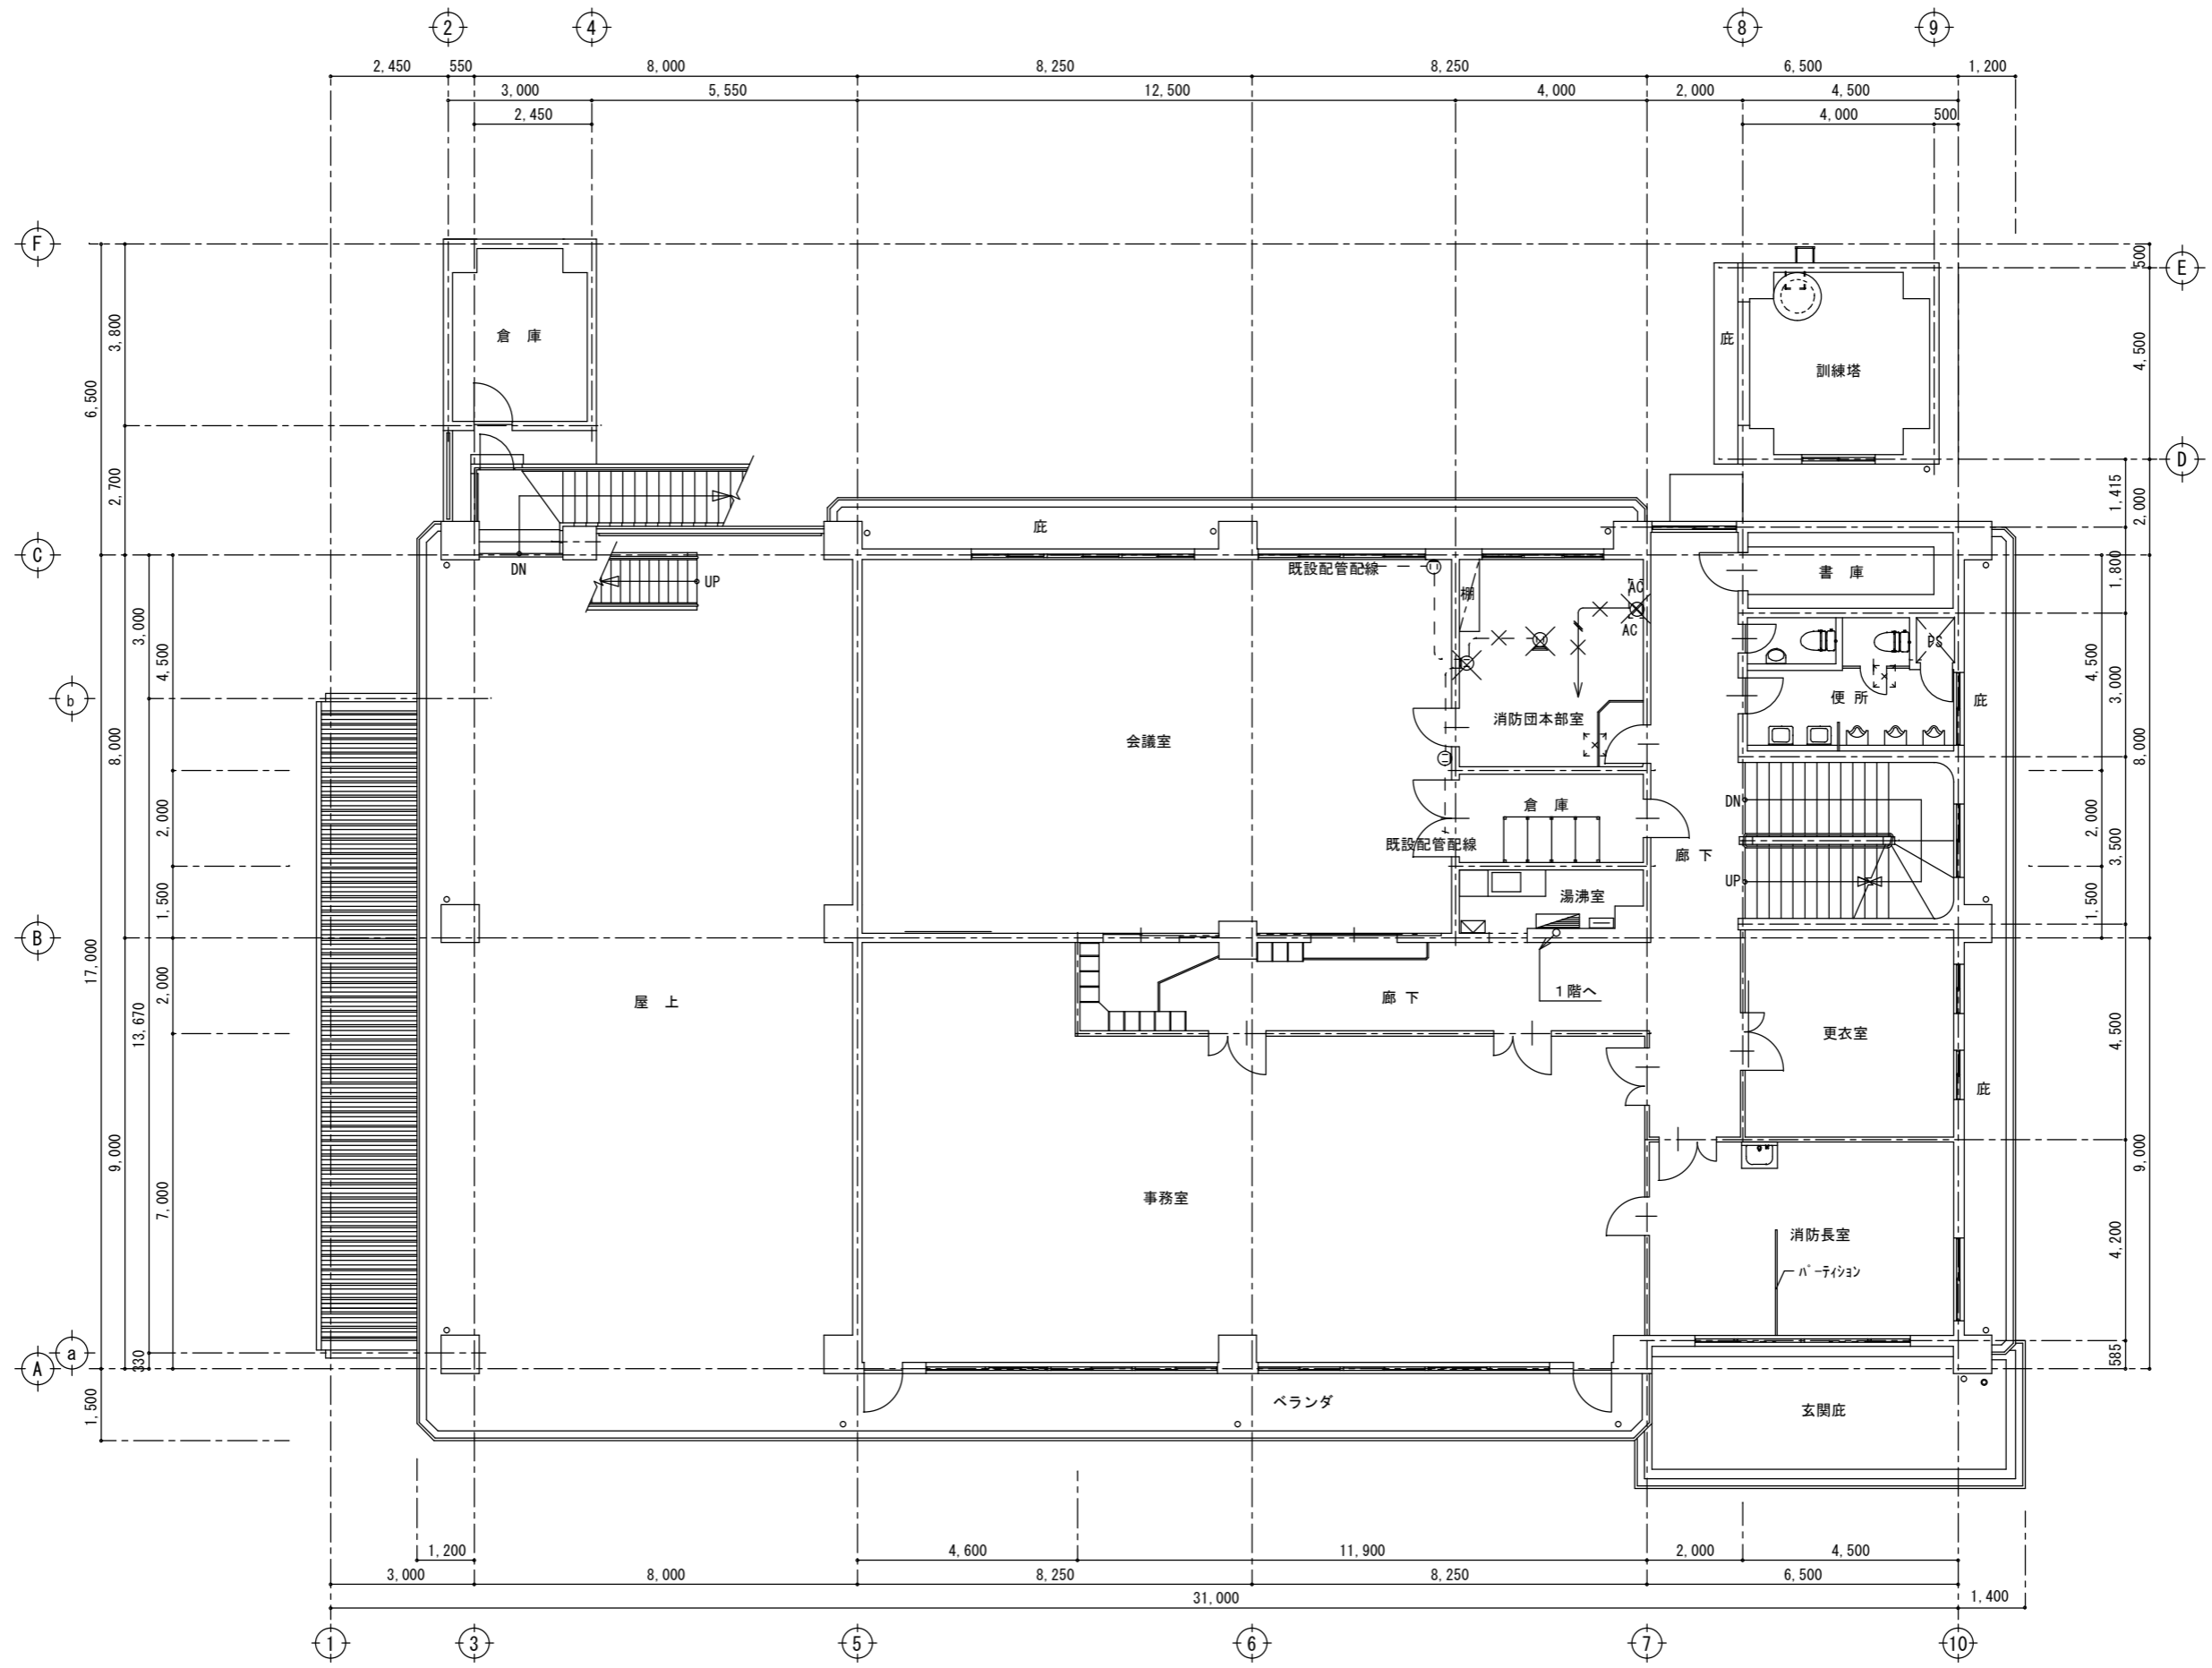 2 4 8 9
2,450 550 8,000 8,250 8,250 6,500 1,200
3,000 5,550 12,500 4,000 2,000 4,500
2,450 4,000 500
F
E
D
C
b
B
a
A
6,500
3,800
2,700
17,000
8,000
9,000
1,500
3,000
13,670
330
4,500
2,000
1,500
2,000
7,000
500
4,500
2,000
1,415
1,800
3,000
3,500
4,500
4,200
585
4,500
2,000
1,500
8,000
9,000
倉 庫
庇
訓練塔
庇
DN
UP
既設配管配線
棚
AC
AC
書 庫
PS
便 所
庇
会議室
消防団本部室
倉 庫
既設配管配線
DN
廊 下
UP
湯沸室
屋 上
廊 下
1階へ
更衣室
庇
事務室
消防長室
パーティション
ベランダ
玄関庇
1,200 4,600 11,900 2,000 4,500
3,000 8,000 8,250 8,250 6,500
31,000 1,400
1 3 5 6 7 10